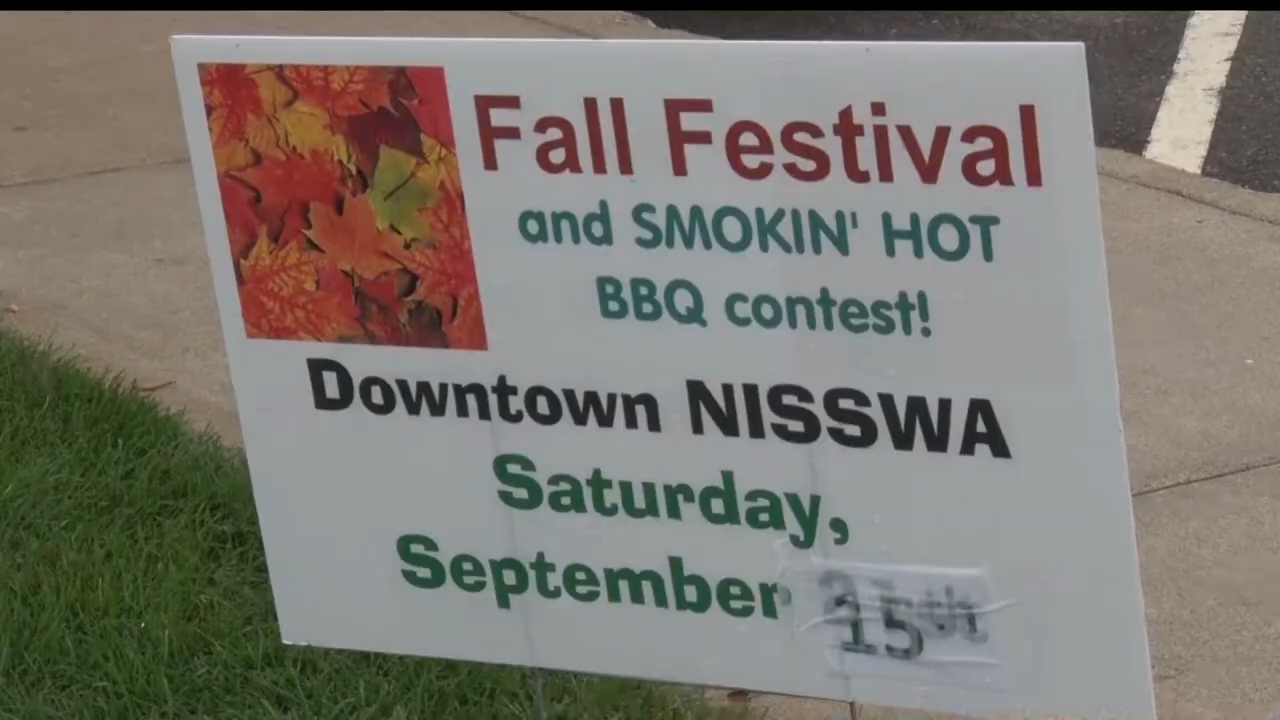 Fall Festival
and SMOKIN' HOT
BBQ contest!
Downtown NISSWA
Saturday,
September 15th